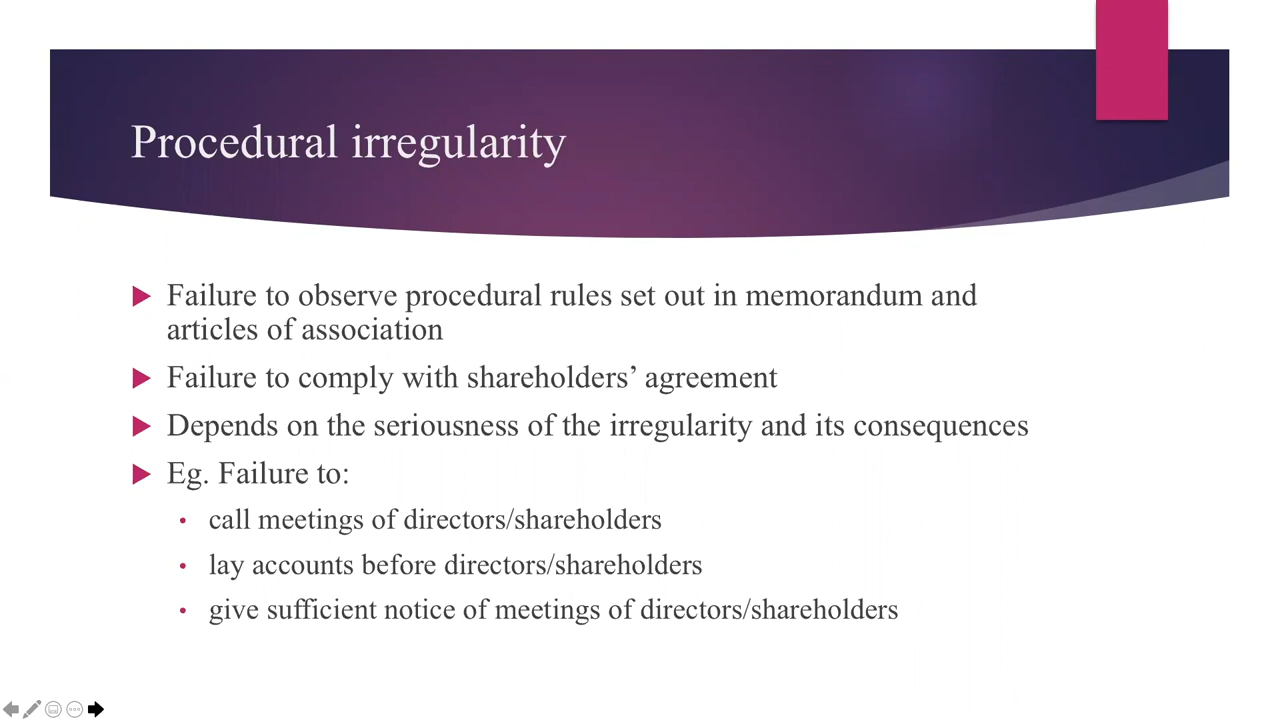 Procedural irregularity
Failure to observe procedural rules set out in memorandum and
articles of association
Failure to comply with shareholders’ agreement
Depends on the seriousness of the irregularity and its consequences
Eg. Failure to:
call meetings of directors/shareholders
lay accounts before directors/shareholders
give sufficient notice of meetings of directors/shareholders